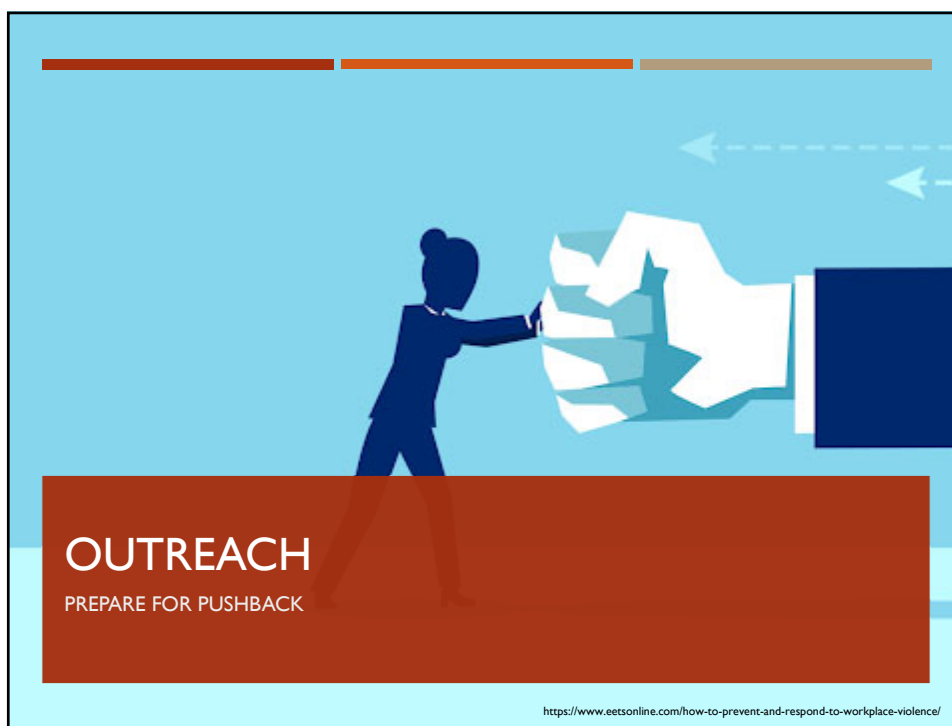 OUTREACH
PREPARE FOR PUSHBACK
https://www.eetsonline.com/how-to-prevent-and-respond-to-workplace-violence/